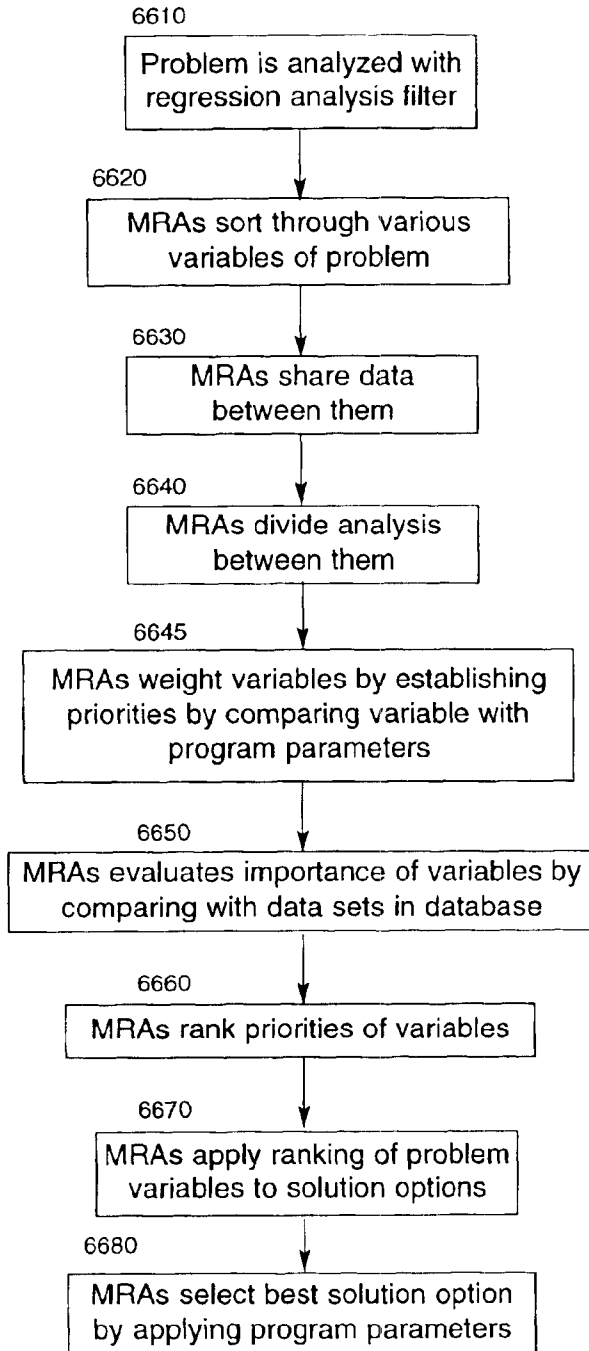 6610
Problem is analyzed with
regression analysis filter
6620
MRAs sort through various
variables of problem
6630
MRAs share data
between them
6640
MRAs divide analysis
between them
6645
MRAs weight variables by establishing
priorities by comparing variable with
program parameters
6650
MRAs evaluates importance of variables by
comparing with data sets in database
6660
MRAs rank priorities of variables
6670
MRAs apply ranking of problem
variables to solution options
6680
MRAs select best solution option
by applying program parameters